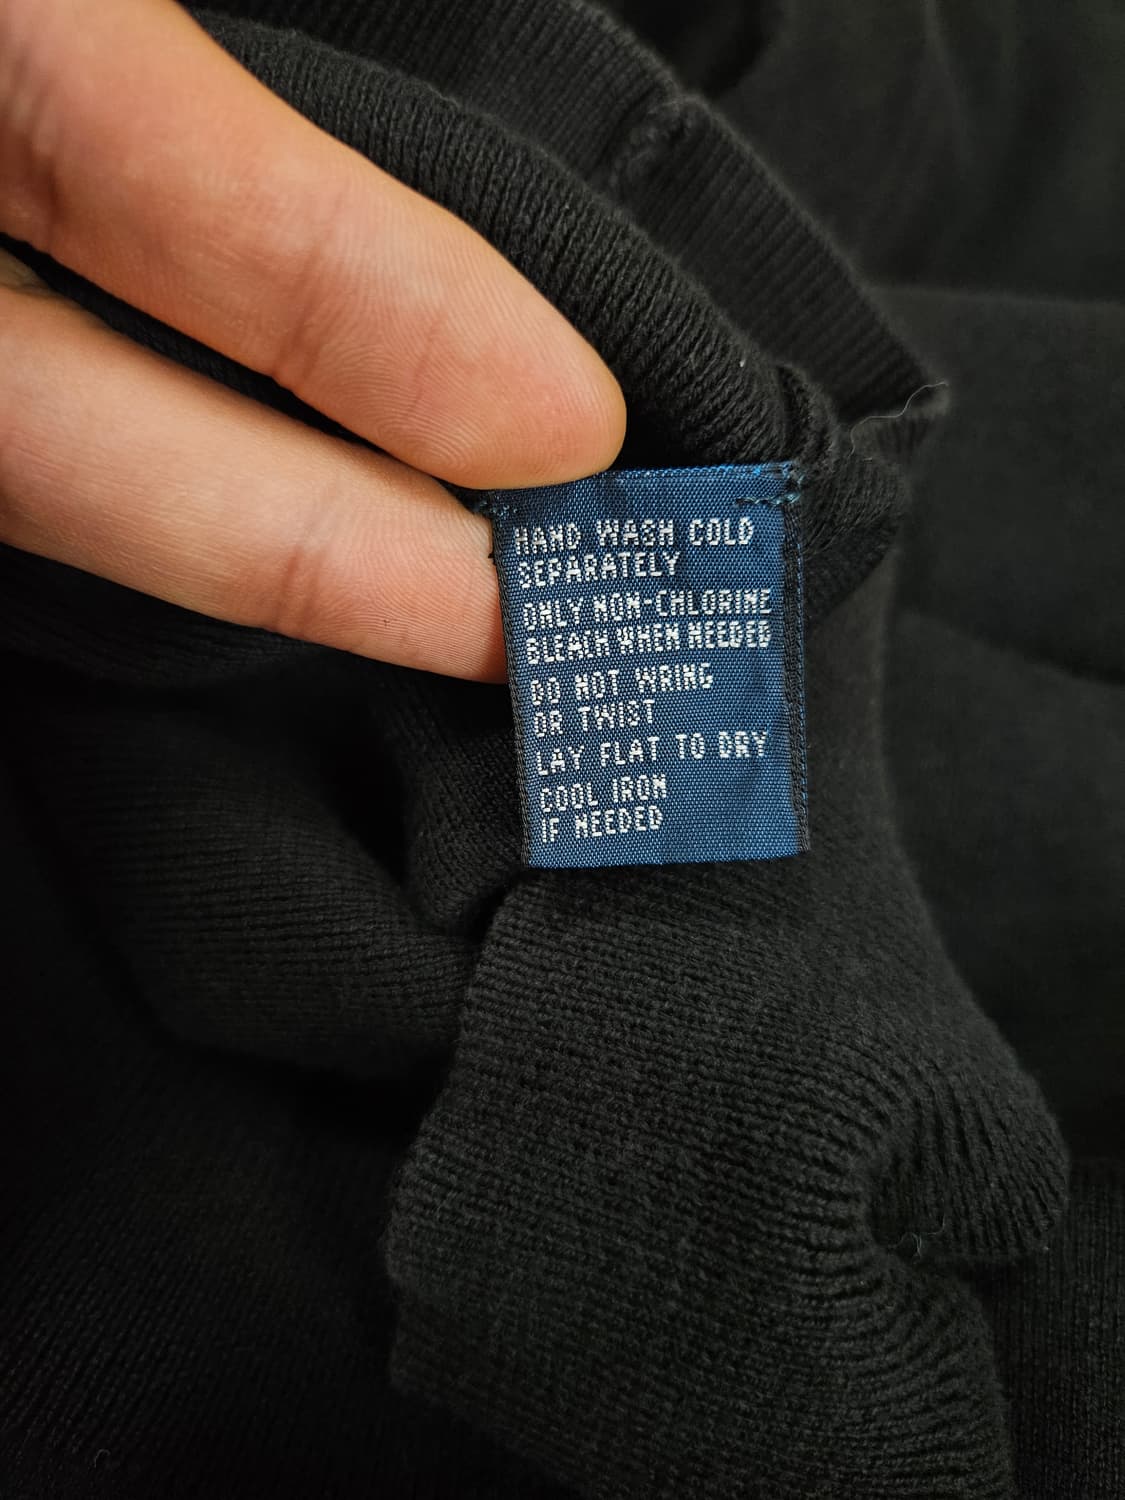 HAND WASH COLD
SEPARATELY
ONLY NON-CHLORINE
BLEACH WHEN NEEDED
DO NOT WRING
OR TWIST
LAY FLAT TO DRY
COOL IRON
IF NEEDED